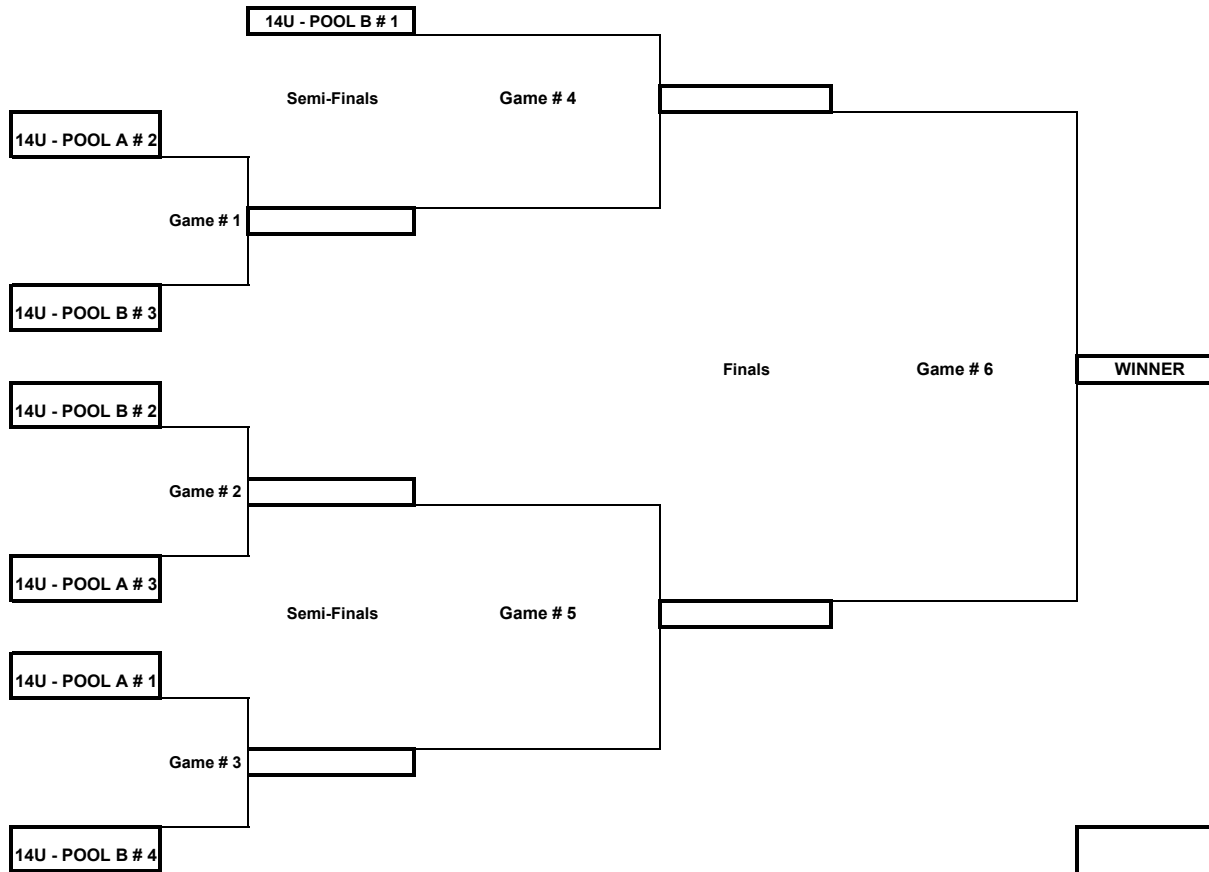 14U - POOL B # 1
Semi-Finals
Game # 4
14U - POOL A # 2
Game # 1
14U - POOL B # 3
Finals
Game # 6
WINNER
14U - POOL B # 2
Game # 2
14U - POOL A # 3
Semi-Finals
Game # 5
14U - POOL A # 1
Game # 3
14U - POOL B # 4